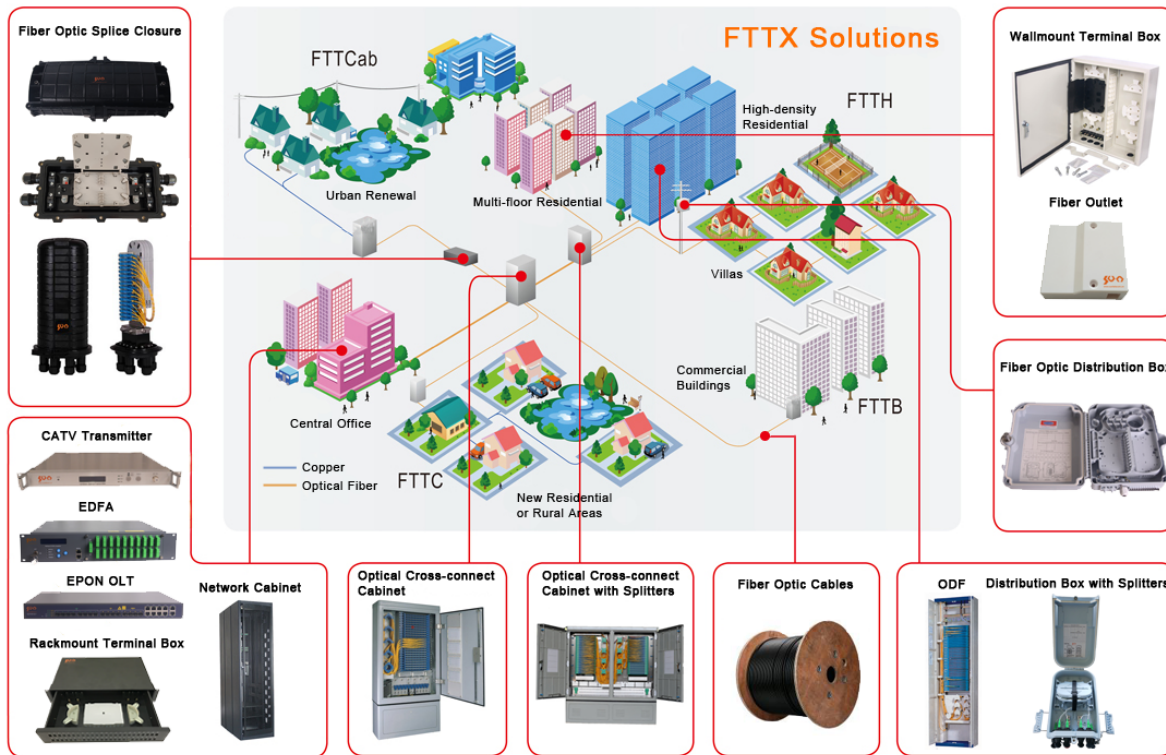 Fiber Optic Splice Closure
FTTX Solutions
FTTCab
Urban Renewal
Multi-floor Residential
High-density
Residential
FTTH
Villas
Central Office
Commercial
Buildings
FTTB
FTTC
Copper
Optical Fiber
New Residential
or Rural Areas
Wallmount Terminal Box
Fiber Outlet
Fiber Optic Distribution Box
CATV Transmitter
EDFA
EPON OLT
Rackmount Terminal Box
Network Cabinet
Optical Cross-connect
Cabinet
Optical Cross-connect
Cabinet with Splitters
Fiber Optic Cables
ODF
Distribution Box with Splitters